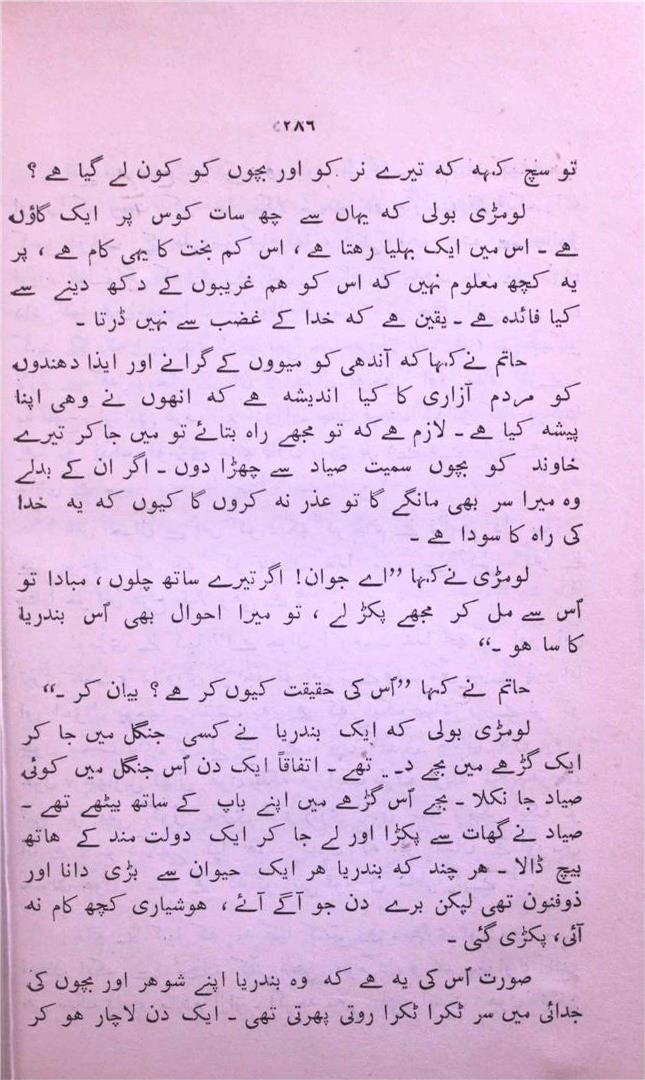 ۲۸۶
تو سچ کہہ کہ تیرے نر کو اور بچوں کو کون لے گیا ہے ؟
لومڑی بولی کہ یہاں سے چھ سات کوس پر ایک گاؤں
ہے ۔ اس میں ایک بہلیا رہتا ہے ، اس کم بخت کا یہی کام ہے ، پر
یہ کچھ معلوم نہیں کہ اس کو ہم غریبوں کے دکھ دینے سے
کیا فائدہ ہے ۔ یقین ہے کہ خدا کے غضب سے نہیں ڈرتا ۔
حاتم نے کہا کہ آندھی کو میووں کے گرانے اور ایذا دھندوں
کو مردم آزاری کا کیا اندیشہ ہے کہ انھوں نے وہی اپنا
پیشہ کیا ہے ۔ لازم ہے کہ تو مجھے راہ بتائے تو میں جا کر تیرے
خاوند کو بچوں سمیت صیاد سے چھڑا دوں ۔ اگر ان کے بدلے
وہ میرا سر بھی مانگے گا تو عذر نہ کروں گا کیوں کہ یہ خدا
کی راہ کا سودا ہے ۔
لومڑی نے کہا ’’اے جوان! اگر تیرے ساتھ چلوں ، مبادا تو
اُس سے مل کر مجھے پکڑ لے ، تو میرا احوال بھی اُس بندریا
کا سا ہو ۔‘‘
حاتم نے کہا ’’اُس کی حقیقت کیوں کر ہے ؟ بیان کر ۔‘‘
لومڑی بولی کہ ایک بندریا نے کسی جنگل میں جا کر
ایک گڑھے میں بچے تھے ۔ اتفاقاً ایک دن اُس جنگل میں کوئی
صیاد جا نکلا ۔ بچے اُس گڑھے میں اپنے باپ کے ساتھ بیٹھے تھے ۔
صیاد نے گھات سے پکڑا اور لے جا کر ایک دولت مند کے ہاتھ
بیچ ڈالا ۔ ہر چند کہ بندریا ہر ایک حیوان سے بڑی دانا اور
ذوفنون تھی لیکن برے دن جو آگے آئے ، ہوشیاری کچھ کام نہ
آئی، پکڑی گئی ۔
صورت اُس کی یہ ہے کہ وہ بندریا اپنے شوہر اور بچوں کی
جدائی میں سر ٹکرا ٹکرا روتی پھرتی تھی ۔ ایک دن لاچار ہو کر